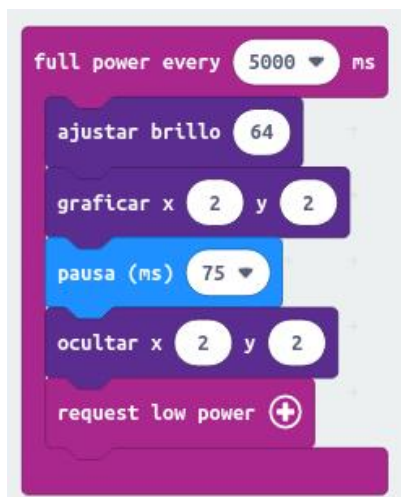 full power every 5000 ms
ajustar brillo 64
graficar x 2 y 2
pausa (ms) 75
ocultar x 2 y 2
request low power